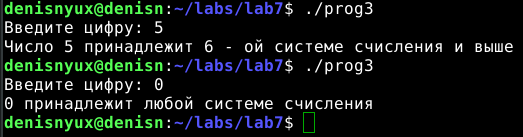 denisnyux@denisn:~/labs/lab7$ ./prog3
Введите цифру: 5
Число 5 принадлежит 6 - ой системе счисления и выше
denisnyux@denisn:~/labs/lab7$ ./prog3
Введите цифру: 0
0 принадлежит любой системе счисления
denisnyux@denisn:~/labs/lab7$